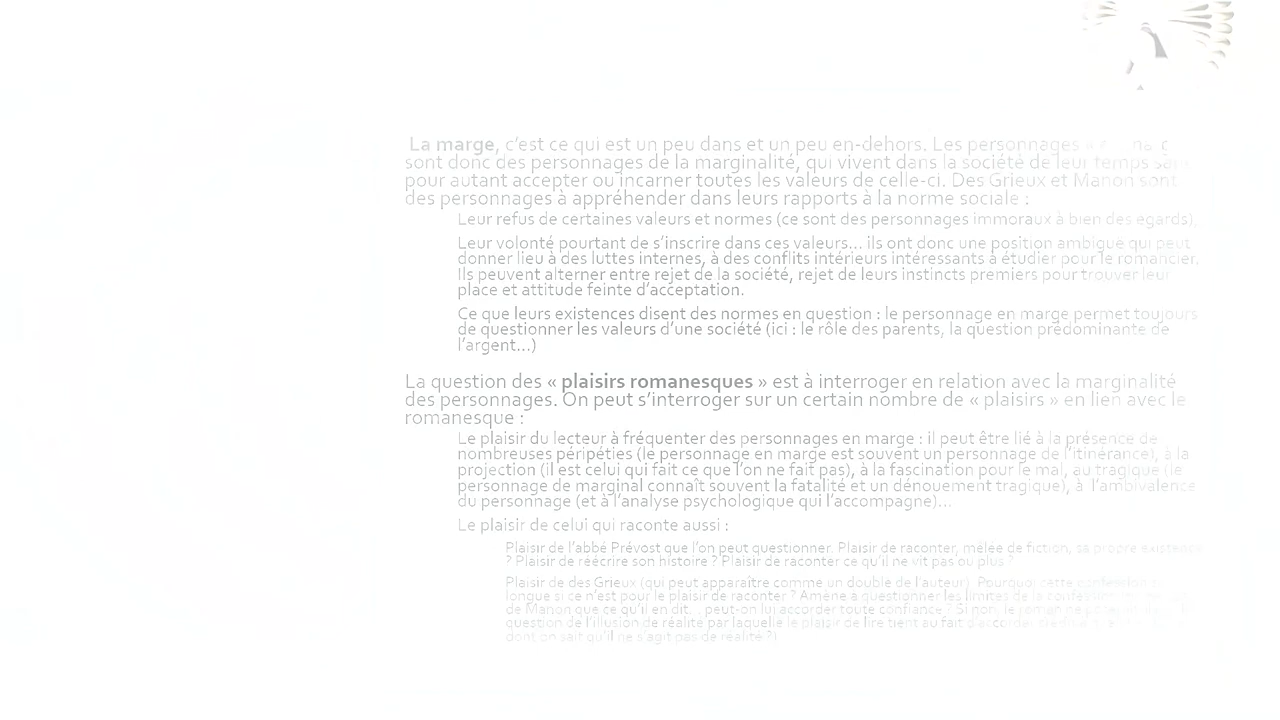 La marge, c'est ce qui est un peu dans et un peu en-dehors. Les personnages «
sont donc des personnages de la marginalité, qui vivent dans la société de leur temps sans
pour autant accepter ou incarner toutes les valeurs de celle-ci. Des Grieux et Manon sont
des personnages à appréhender dans leurs rapports à la norme sociale :
Leur refus de certaines valeurs et normes (ce sont des personnages immoraux à bien des égards).
Leur volonté pourtant de s'inscrire dans ces valeurs... ils ont donc une position ambiguë qui peut
donner lieu à des luttes internes, à des conflits intérieurs intéressants à étudier pour le romancier.
Ils peuvent alterner entre rejet de la société, rejet de leurs instincts premiers pour trouver leur
place et attitude feinte d'acceptation.
Ce que leurs existences disent des normes en question : le personnage en marge permet toujours
de questionner les valeurs d'une société (ici : le rôle des parents, la question prédominante de
l'argent...)
La question des « plaisirs romanesques » est à interroger en relation avec la marginalité
des personnages. On peut s'interroger sur un certain nombre de « plaisirs » en lien avec le
romanesque :
Le plaisir du lecteur à fréquenter des personnages en marge : il peut être lié à la présence de
nombreuses péripéties (le personnage en marge est souvent un personnage de l'itinérance), à la
projection (il est celui qui fait ce que l'on ne fait pas), à la fascination pour le mal, au tragique (le
personnage de marginal connaît souvent la fatalité et un dénouement tragique), à l'ambivalence
du personnage (et à l'analyse psychologique qui l'accompagne)...
Le plaisir de celui qui raconte aussi :
Plaisir de l'abbé Prévost que l'on peut questionner. Plaisir de raconter, mêlée de fiction, sa propre existence
? Plaisir de réécrire son histoire ? Plaisir de raconter ce qu'il ne vit pas ou plus ?
Plaisir de des Grieux (qui peut apparaître comme un double de l'auteur). Pourquoi cette confession si
longue si ce n'est pour le plaisir de raconter ? Amène à questionner les limites de la confession
de Manon que ce qu'il en dit... peut-on lui accorder toute confiance ? Si non, le roman ne
question de l'illusion de réalité par laquelle le plaisir de lire tient au fait d'accorder
dont on sait qu'il ne s'agit pas de réalité ?)